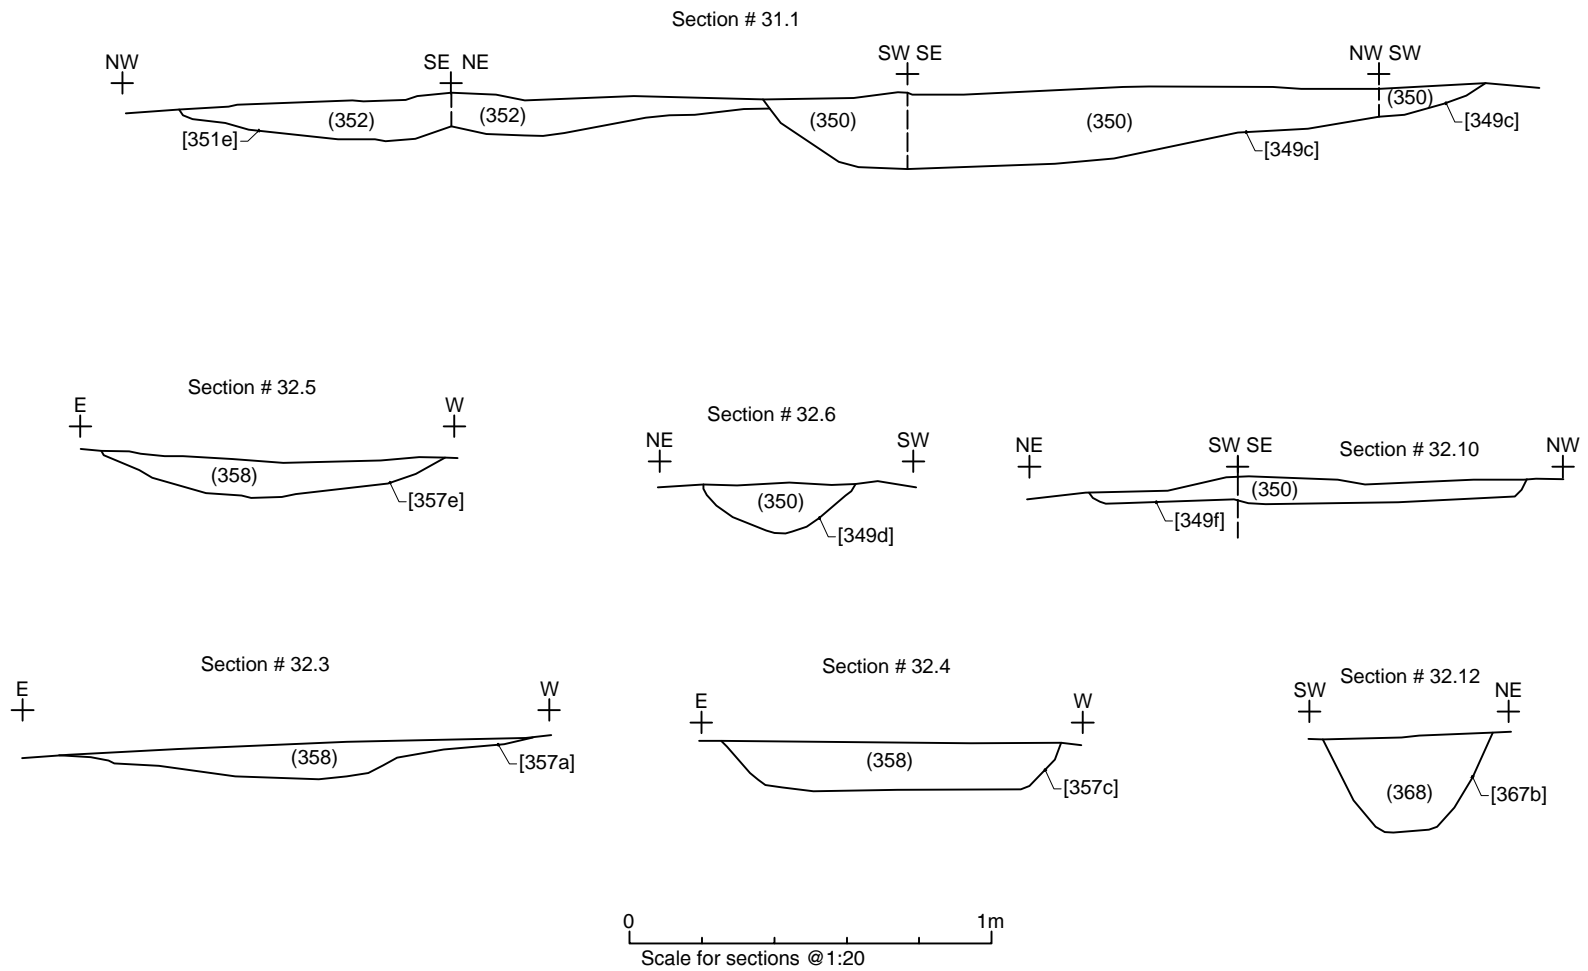 Section # 31.1
NW
SE NE
SW SE
NW SW
(352)
(352)
(350)
(350)
(350)
[351e]
[349c]
[349c]
Section # 32.5
E
W
(358)
[357e]
Section # 32.6
NE
SW
(350)
[349d]
Section # 32.10
NE
SW SE
NW
(350)
[349f]
Section # 32.3
E
W
(358)
[357a]
Section # 32.4
E
W
(358)
[357c]
Section # 32.12
SW
NE
(368)
[367b]
0
1m
Scale for sections @1:20